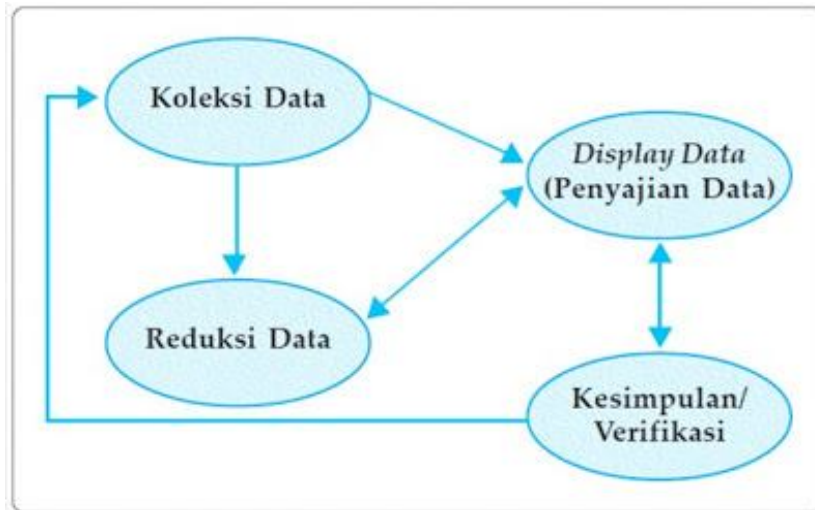 Koleksi Data
Display Data
(Penyajian Data)
Reduksi Data
Kesimpulan/
Verifikasi